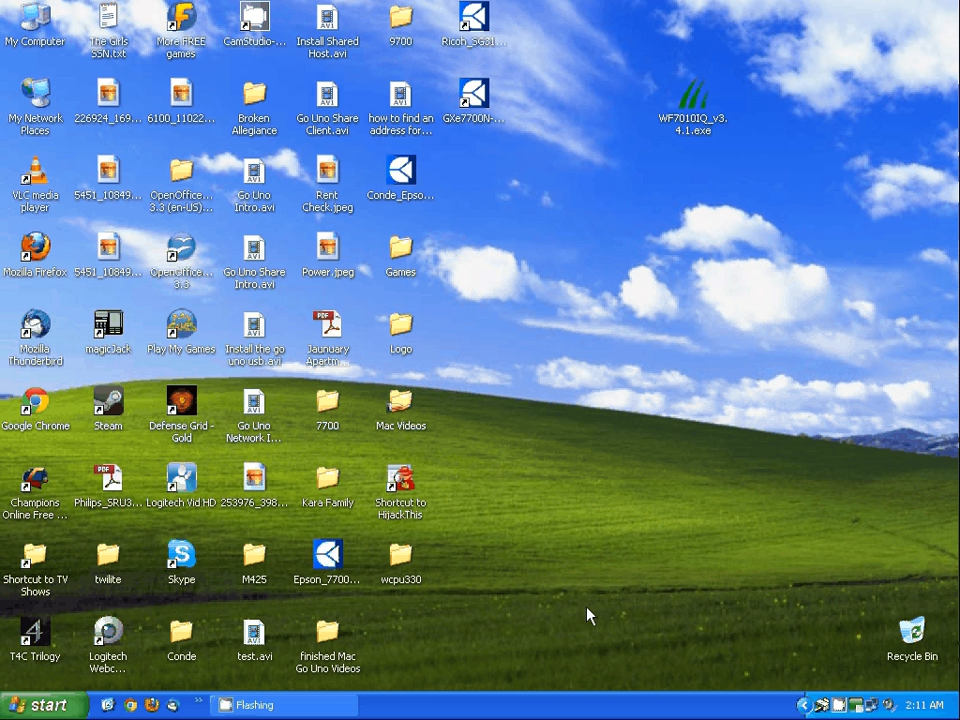 My Computer
The Girls
SSN.txt
More FREE
games
CamStudio-...
Install Shared
Host.avi
9700
Ricoh_SG31...
My Network
Places
226924_169...
6100_11022...
Broken
Allegiance
Go Uno Share
Client.avi
how to find an
address for...
GXe7700N-...
WF7010IQ_v3.
4.1.exe
VLC media
player
5451_10849...
OpenOffice....
3.3 (en-US)...
Go Uno
Intro.avi
Rent
Check.jpeg
Conde_Epso...
Mozilla Firefox
5451_10849...
OpenOffice....
3.3
Go Uno Share
Intro.avi
Power.jpeg
Games
Mozilla
Thunderbird
magicJack
Play My Games
Install the go
uno usb.avi
PDF
Jaunuary
Apartm...
Logo
Google Chrome
Steam
Defense Grid -
Gold
Go Uno
Network I...
7700
Mac Videos
Champions
Online Free ...
PDF
Philips_SRU3...
Logitech Vid HD
253976_398...
Kara Family
Shortcut to
HijackThis
Shortcut to TV
Shows
twilite
Skype
M425
Epson_7700...
wcpu330
T4C Trilogy
Logitech
Webc...
Conde
test.avi
finished Mac
Go Uno Videos
Recycle Bin
start
Flashing
2:11 AM